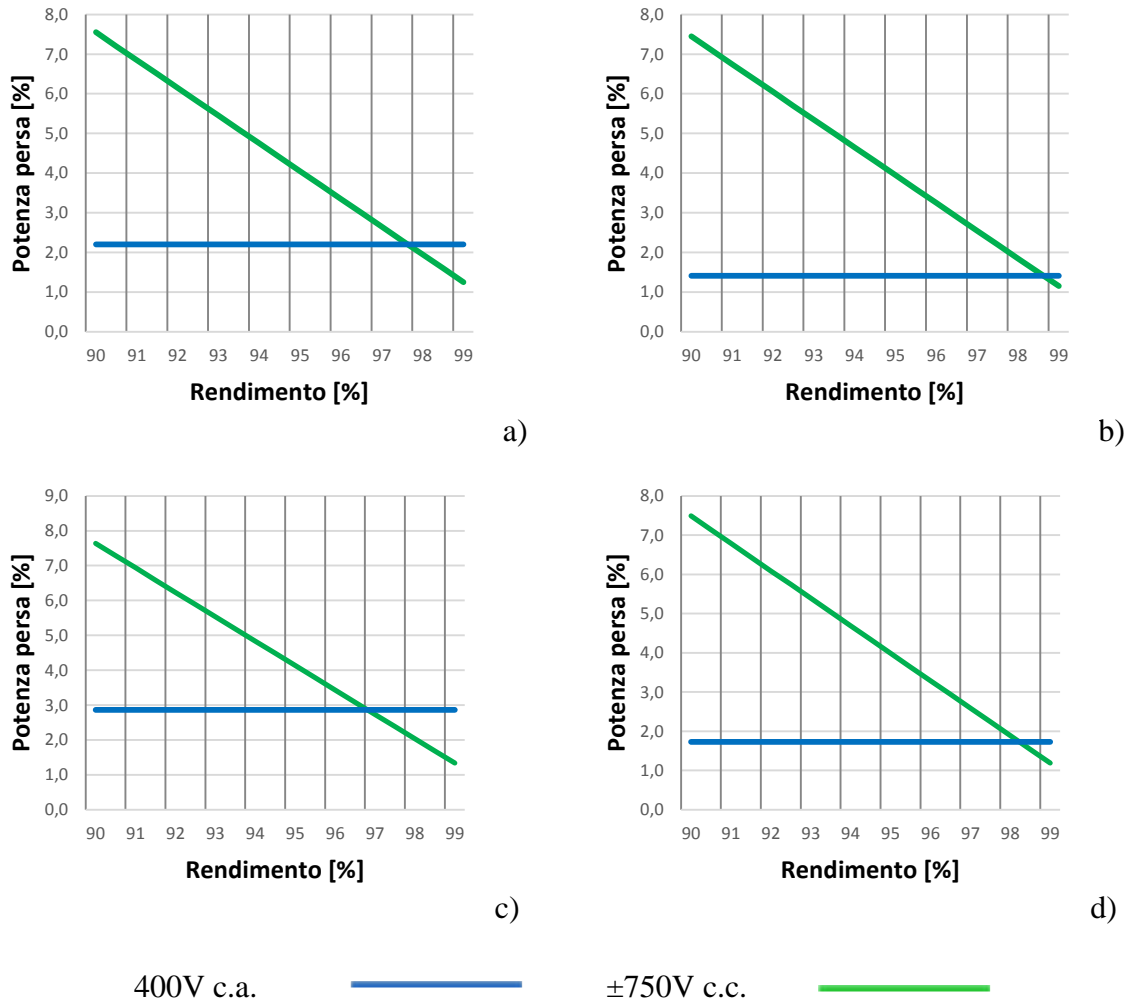 8,0
7,0
6,0
5,0
4,0
3,0
2,0
1,0
0,0
Potenza persa [%]
90 91 92 93 94 95 96 97 98 99
Rendimento [%]
a)
8,0
7,0
6,0
5,0
4,0
3,0
2,0
1,0
0,0
Potenza persa [%]
90 91 92 93 94 95 96 97 98 99
Rendimento [%]
b)
9,0
8,0
7,0
6,0
5,0
4,0
3,0
2,0
1,0
0,0
Potenza persa [%]
90 91 92 93 94 95 96 97 98 99
Rendimento [%]
c)
8,0
7,0
6,0
5,0
4,0
3,0
2,0
1,0
0,0
Potenza persa [%]
90 91 92 93 94 95 96 97 98 99
Rendimento [%]
d)
400V c.a. ±750V c.c.